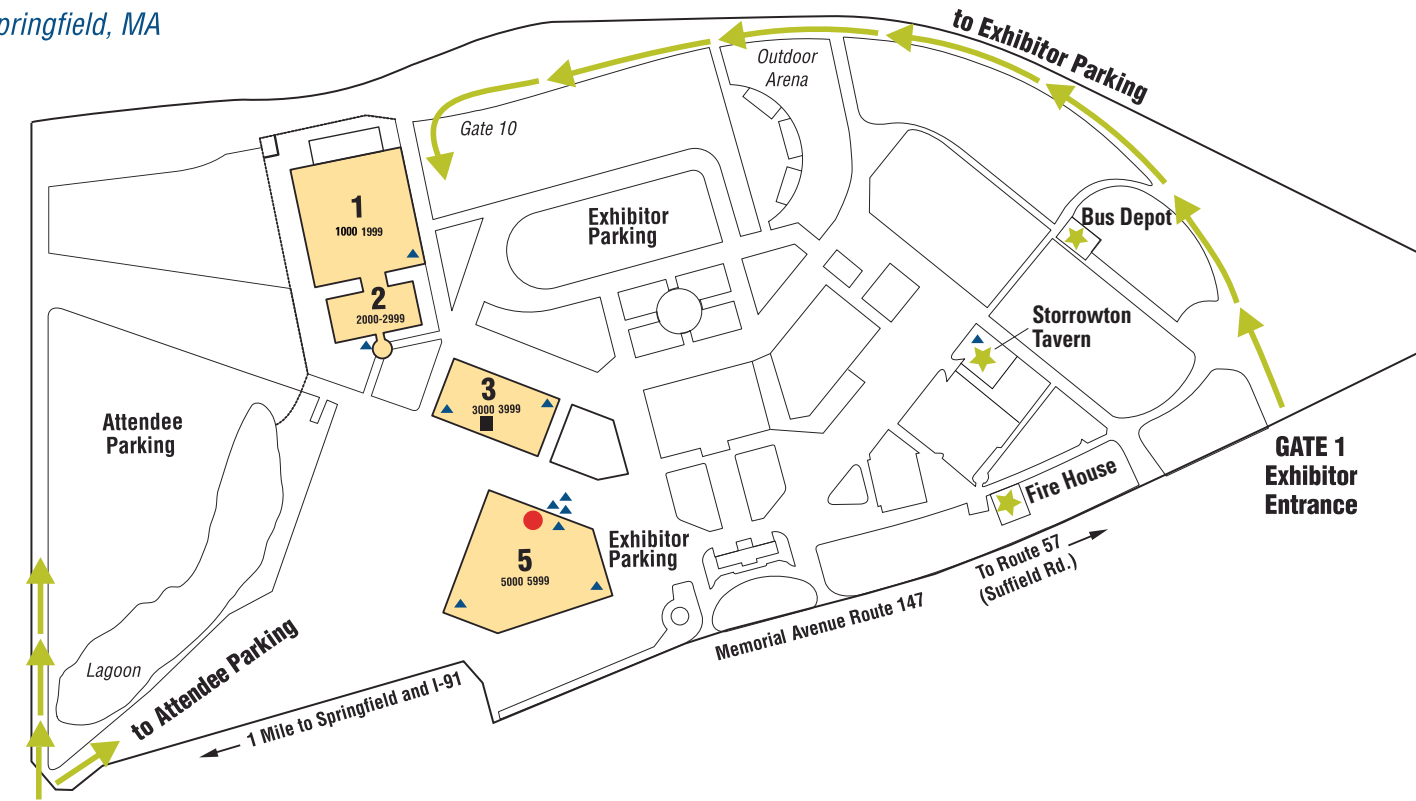 pringfield, MA
to Exhibitor Parking
Outdoor
Arena
Gate 10
1
1000 1999
Exhibitor
Parking
Bus Depot
2
2000-2999
Storrowton
Tavern
3
3000 3999
Attendee
Parking
GATE 1
Exhibitor
Entrance
Fire House
5
5000 5999
Exhibitor
Parking
To Route 57
(Suffield Rd.)
Memorial Avenue Route 147
Lagoon
to Attendee Parking
1 Mile to Springfield and I-91